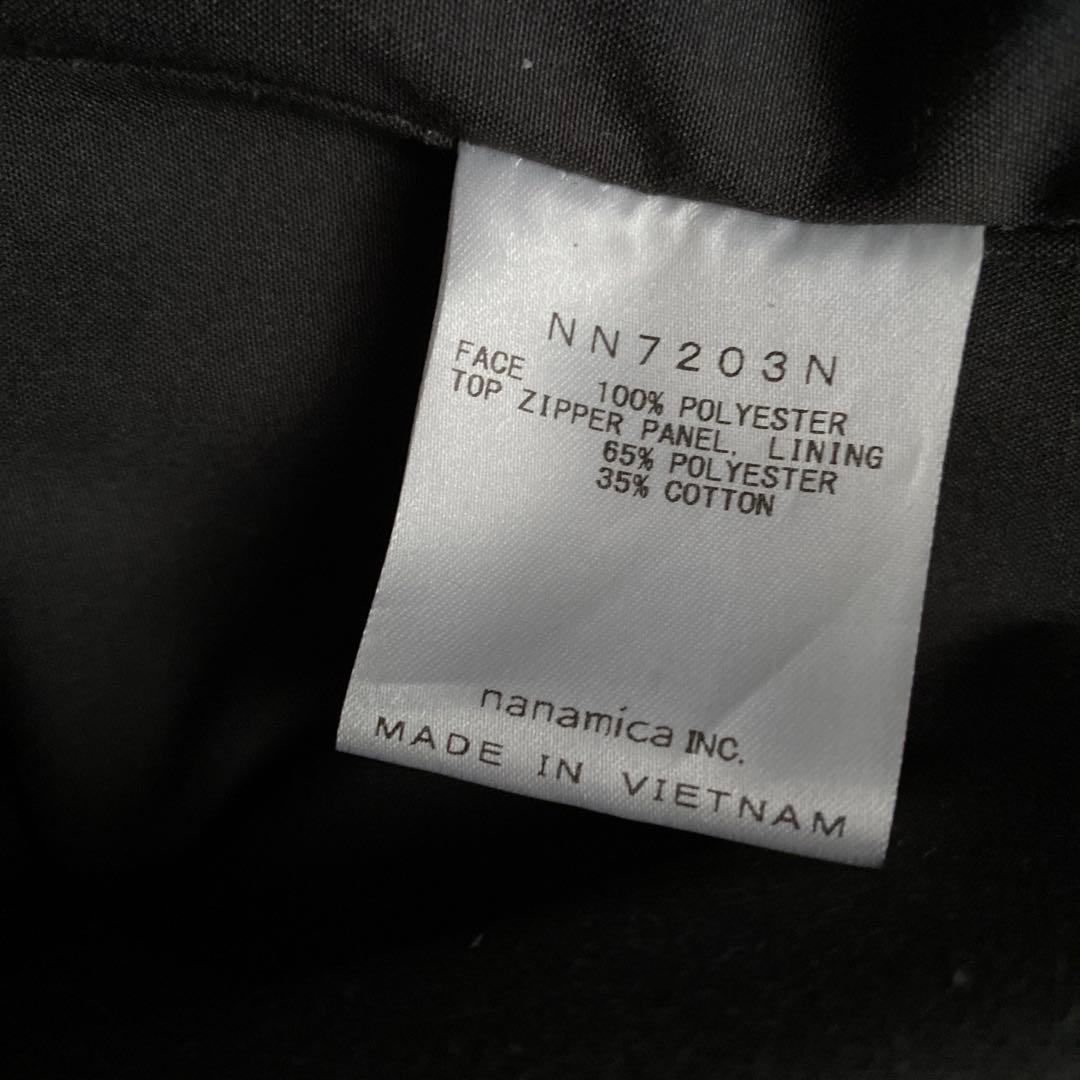 NN7203N
FACE
100% POLYESTER
TOP ZIPPER PANEL, LINING
65% POLYESTER
35% COTTON
nanamica INC.
MADE IN VIETNAM